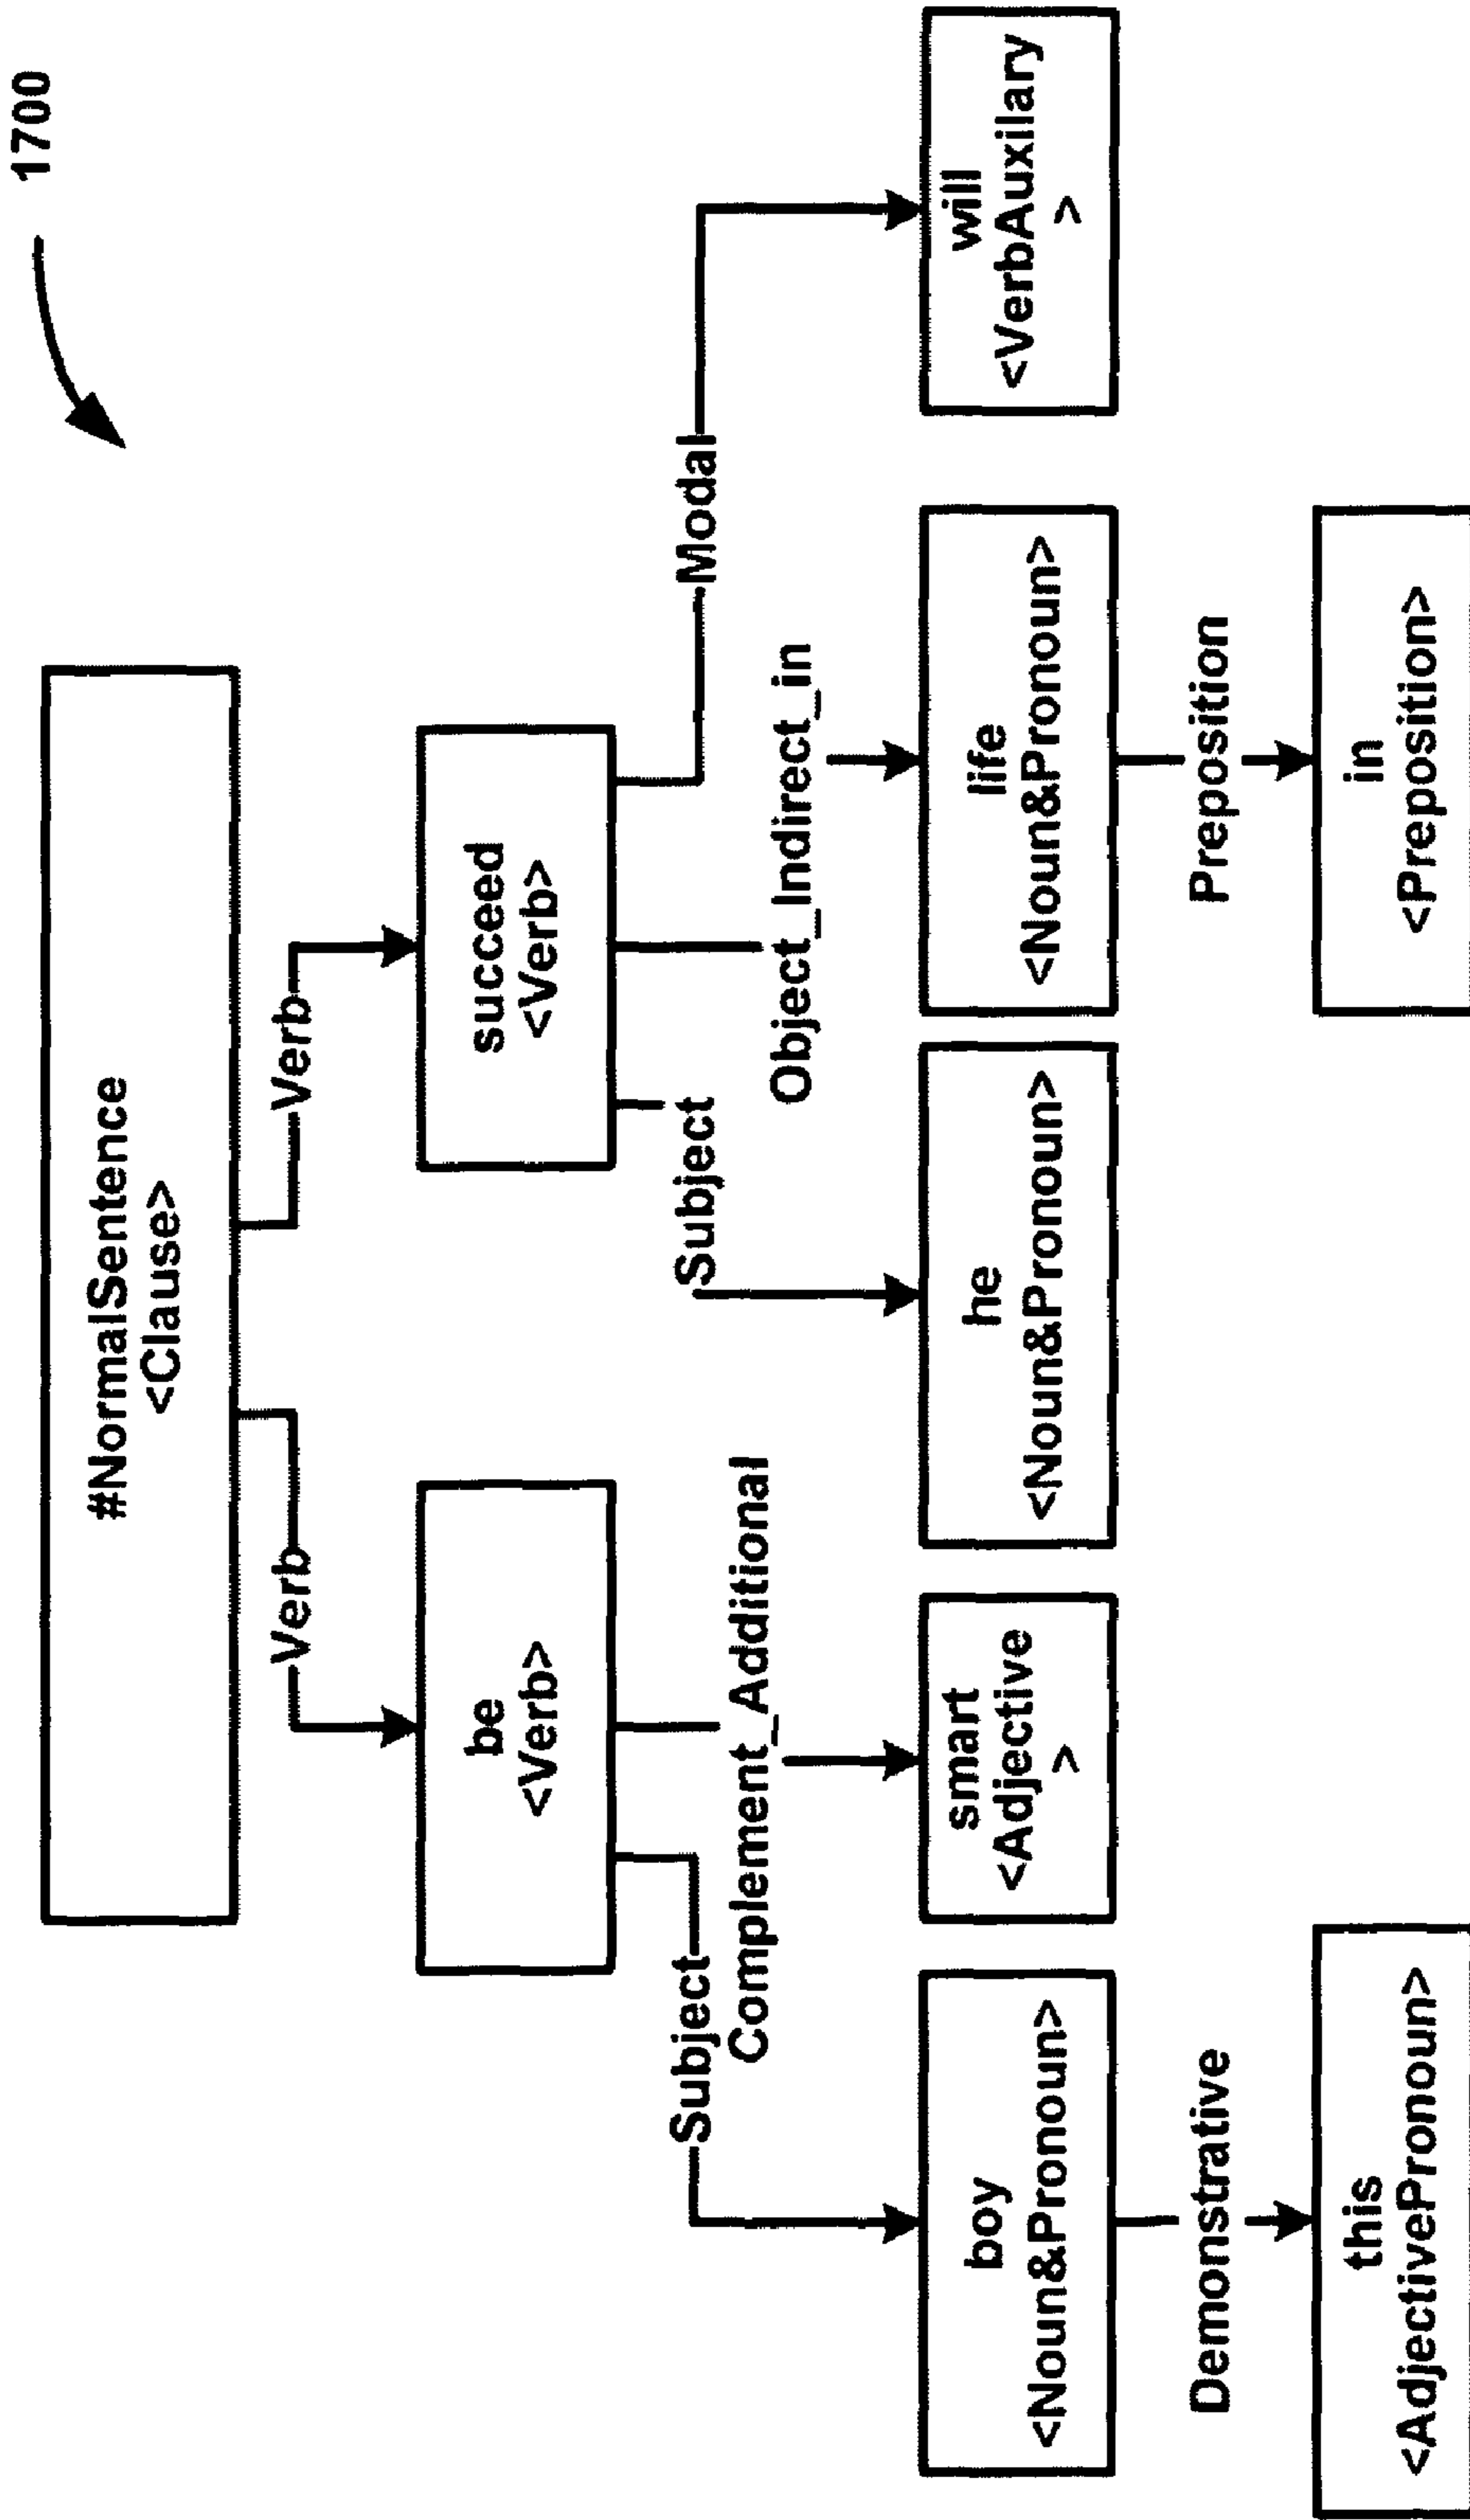 1700
#NormalSentence
<Clause>
Verb
Verb
be
<Verb>
succeed
<Verb>
Subject
Complement_Additional
Subject
Object_Indirect_in
Modal
boy
<Noun&Pronoun>
smart
<Adjective
>
he
<Noun&Pronoun>
life
<Noun&Pronoun>
will
<VerbAuxilary
>
Demonstrative
Preposition
this
<AdjectivePronoun>
in
<Preposition>